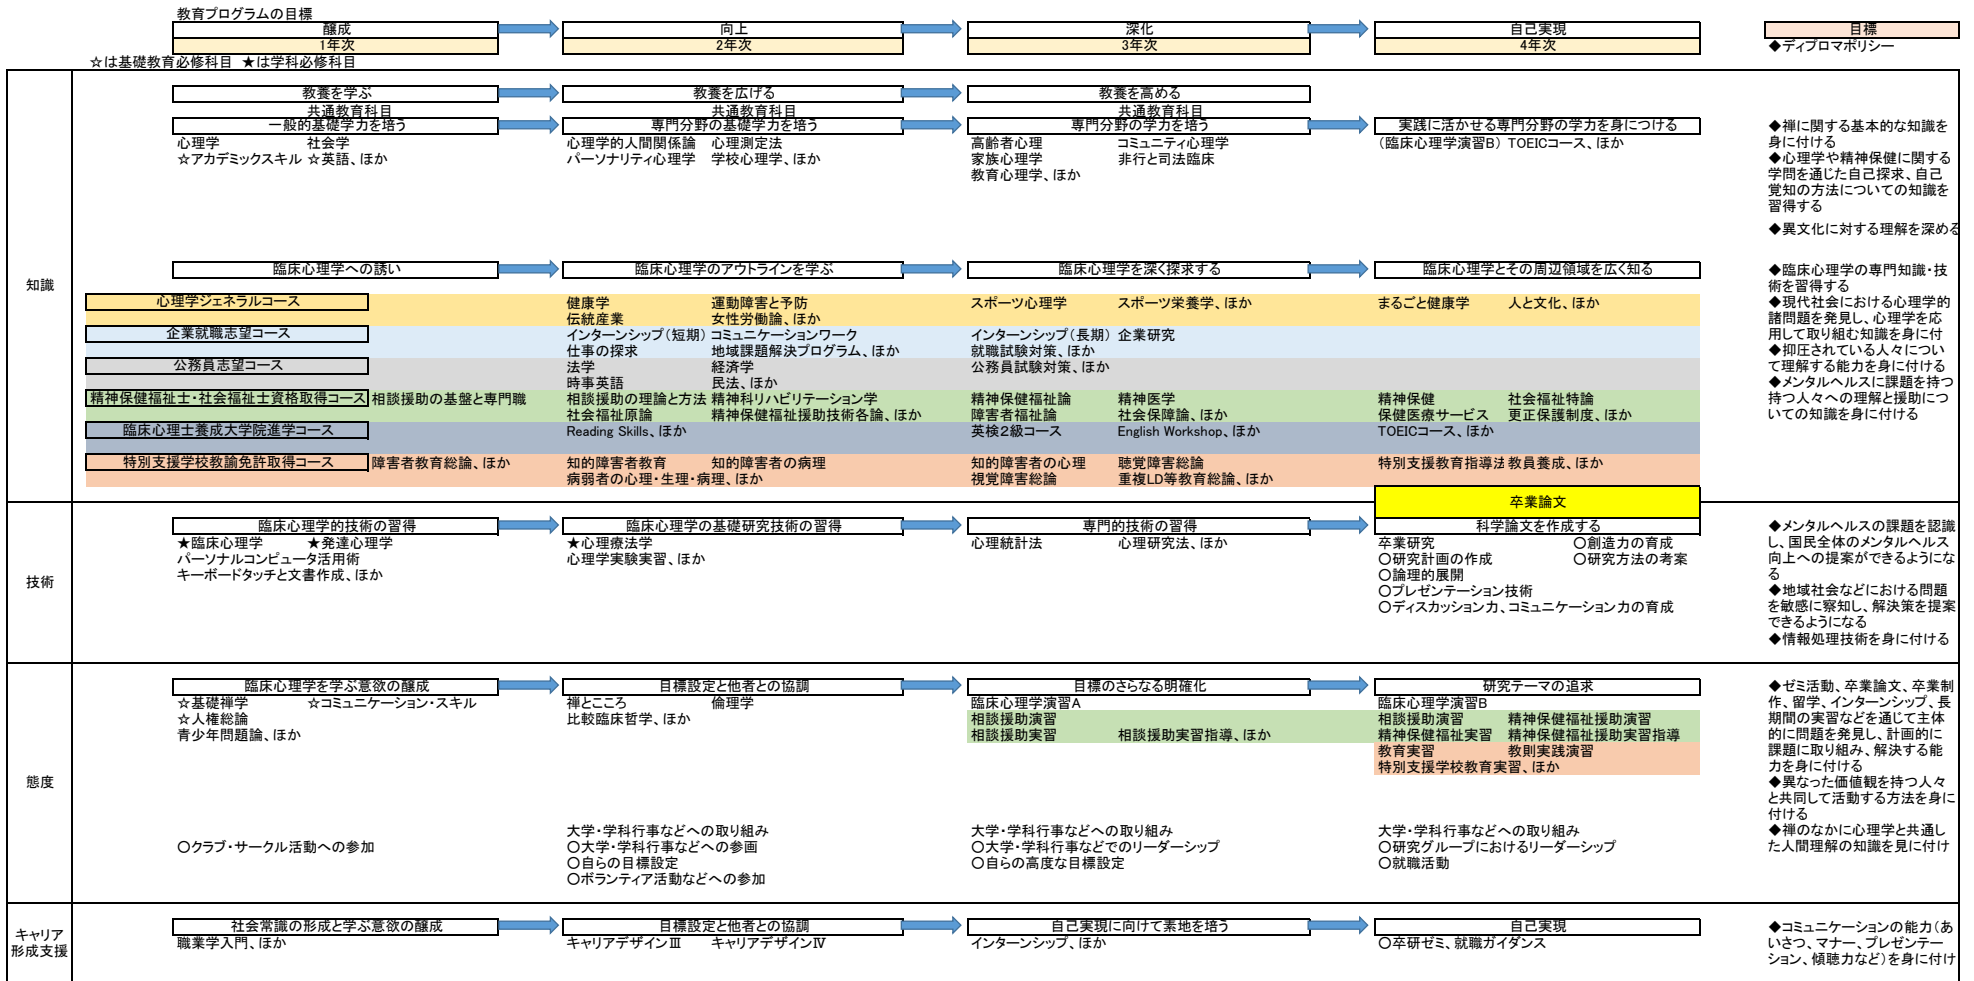 教育プログラムの目標
醸成 向上 深化 自己実現 目標
1年次 2年次 3年次 4年次 ◆ディプロマポリシー
☆は基礎教育必修科目 ★は学科必修科目
教養を学ぶ 教養を広げる 教養を高める
共通教育科目 共通教育科目 共通教育科目
一般的基礎学力を培う 専門分野の基礎学力を培う 専門分野の学力を培う 実践に活かせる専門分野の学力を身につける
心理学 社会学 心理学的人間関係論 心理測定法 高齢者心理 コミュニティ心理学 (臨床心理学演習B) TOEICコース、ほか
☆アカデミックスキル ☆英語、ほか パーソナリティ心理学 学校心理学、ほか 家族心理学 非行と司法臨床
教育心理学、ほか
◆禅に関する基本的な知識を
身に付ける
◆心理学や精神保健に関する
学問を通じた自己探求、自己
覚知の方法についての知識を
習得する
◆異文化に対する理解を深める
知識
臨床心理学への誘い 臨床心理学のアウトラインを学ぶ 臨床心理学を深く探求する 臨床心理学とその周辺領域を広く知る
心理学ジェネラルコース 健康学 運動障害と予防 スポーツ心理学 スポーツ栄養学、ほか まるごと健康学 人と文化、ほか
伝統産業 女性労働論、ほか
企業就職志望コース インターンシップ(短期) コミュニケーションワーク インターンシップ(長期) 企業研究
仕事の探求 地域課題解決プログラム、ほか 就職試験対策、ほか
公務員志望コース 法学 経済学 公務員試験対策、ほか
時事英語 民法、ほか
精神保健福祉士・社会福祉士資格取得コース 相談援助の基盤と専門職 相談援助の理論と方法 精神科リハビリテーション学 精神保健福祉論 精神医学 精神保健 社会福祉特論
社会福祉原論 精神保健福祉援助技術各論、ほか 障害者福祉論 社会保障論、ほか 保健医療サービス 更正保護制度、ほか
臨床心理士養成大学院進学コース Reading Skills、ほか 英検2級コース English Workshop、ほか TOEICコース、ほか
特別支援学校教諭免許取得コース 障害者教育総論、ほか 知的障害者教育 知的障害者の病理 知的障害者の心理 聴覚障害総論 特別支援教育指導法 教員養成、ほか
病弱者の心理・生理・病理、ほか 視覚障害総論 重複LD等教育総論、ほか
◆臨床心理学の専門知識・技
術を習得する
◆現代社会における心理学的
諸問題を発見し、心理学を応
用して取り組む知識を身に付
◆抑圧されている人々につい
て理解する能力を身に付ける
◆メンタルヘルスに課題を持つ
持つ人々への理解と援助につ
いての知識を身に付ける
卒業論文
技術
臨床心理学的技術の習得 臨床心理学の基礎研究技術の習得 専門的技術の習得 科学論文を作成する
★臨床心理学 ★発達心理学 ★心理療法学 心理統計法 心理研究法、ほか 卒業研究 ○創造力の育成
パーソナルコンピュータ活用術 心理学実験実習、ほか ○研究計画の作成 ○研究方法の考案
キーボードタッチと文書作成、ほか ○論理的展開
○プレゼンテーション技術
○ディスカッション力、コミュニケーション力の育成
◆メンタルヘルスの課題を認識
し、国民全体のメンタルヘルス
向上への提案ができるようにな
る
◆地域社会などにおける問題
を敏感に察知し、解決策を提案
できるようになる
◆情報処理技術を身に付ける
態度
臨床心理学を学ぶ意欲の醸成 目標設定と他者との協調 目標のさらなる明確化 研究テーマの追求
☆基礎禅学 ☆コミュニケーション・スキル 禅とこころ 倫理学 臨床心理学演習A 臨床心理学演習B
☆人権総論 比較臨床哲学、ほか 相談援助演習 相談援助演習 精神保健福祉援助演習
青少年問題論、ほか 相談援助実習 相談援助実習指導、ほか 精神保健福祉実習 精神保健福祉援助実習指導
教育実習 教則実践演習
特別支援学校教育実習、ほか
大学・学科行事などへの取り組み 大学・学科行事などへの取り組み 大学・学科行事などへの取り組み
○クラブ・サークル活動への参加 ○大学・学科行事などへの参画 ○大学・学科行事などでのリーダーシップ ○研究グループにおけるリーダーシップ
○自らの目標設定 ○自らの高度な目標設定 ○就職活動
○ボランティア活動などへの参加
◆ゼミ活動、卒業論文、卒業制
作、留学、インターンシップ、長
期間の実習などを通じて主体
的に問題を発見し、計画的に
課題に取り組み、解決する能
力を身に付ける
◆異なった価値観を持つ人々
と共同して活動する方法を身に
付ける
◆禅のなかに心理学と共通し
た人間理解の知識を見に付け
キャリア
形成支援
社会常識の形成と学ぶ意欲の醸成 目標設定と他者との協調 自己実現に向けて素地を培う 自己実現
職業学入門、ほか キャリアデザインⅢ キャリアデザインⅣ インターンシップ、ほか ○卒研ゼミ、就職ガイダンス
◆コミュニケーションの能力(あ
いさつ、マナー、プレゼンテー
ション、傾聴力など)を身に付け